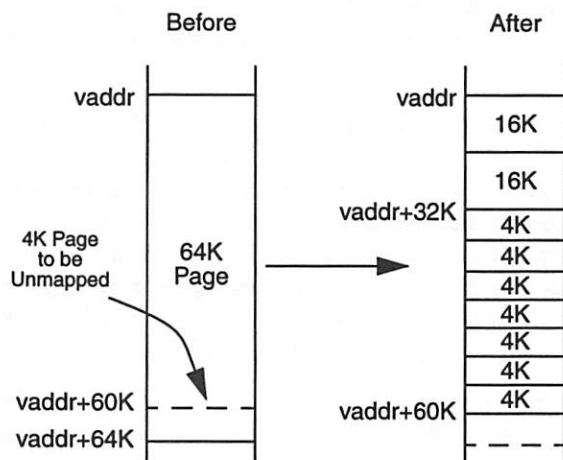 Before
After
vaddr
4K Page
to be
Unmapped
64K
Page
vaddr+60K
vaddr+64K
vaddr
16K
16K
vaddr+32K
4K
4K
4K
4K
4K
4K
4K
vaddr+60K